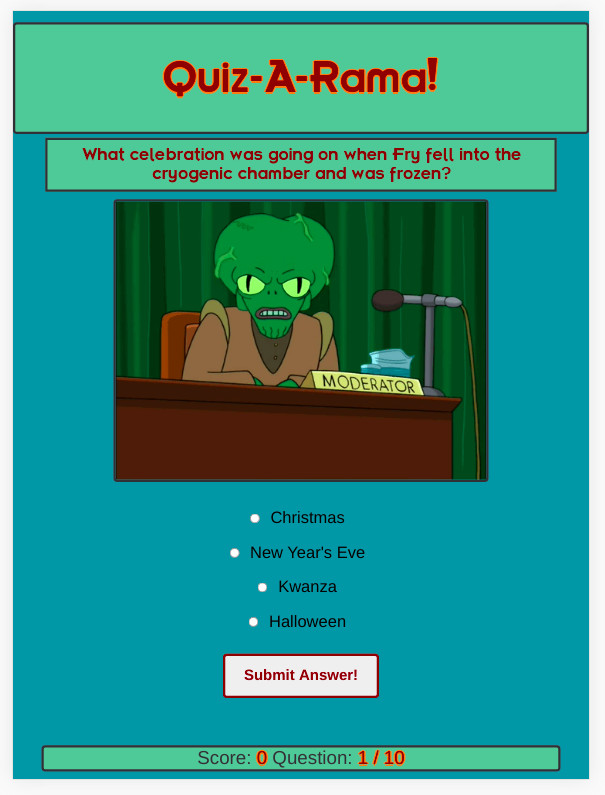 Quiz-A-Rama!
What celebration was going on when Fry fell into the
cryogenic chamber and was frozen?
MODERATOR
Christmas
New Year's Eve
Kwanza
Halloween
Submit Answer!
Score: 0 Question: 1 / 10